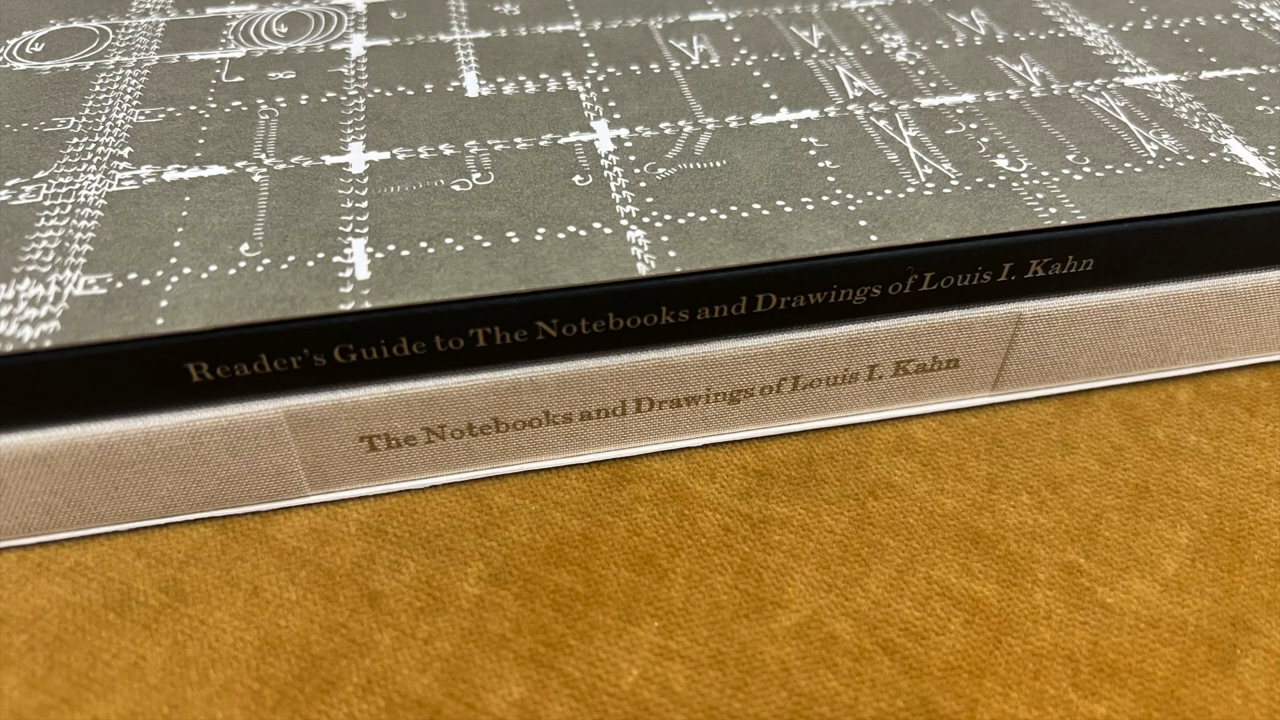 Reader's Guide to The Notebooks and Drawings of Louis I. Kahn
The Notebooks and Drawings of Louis I. Kahn